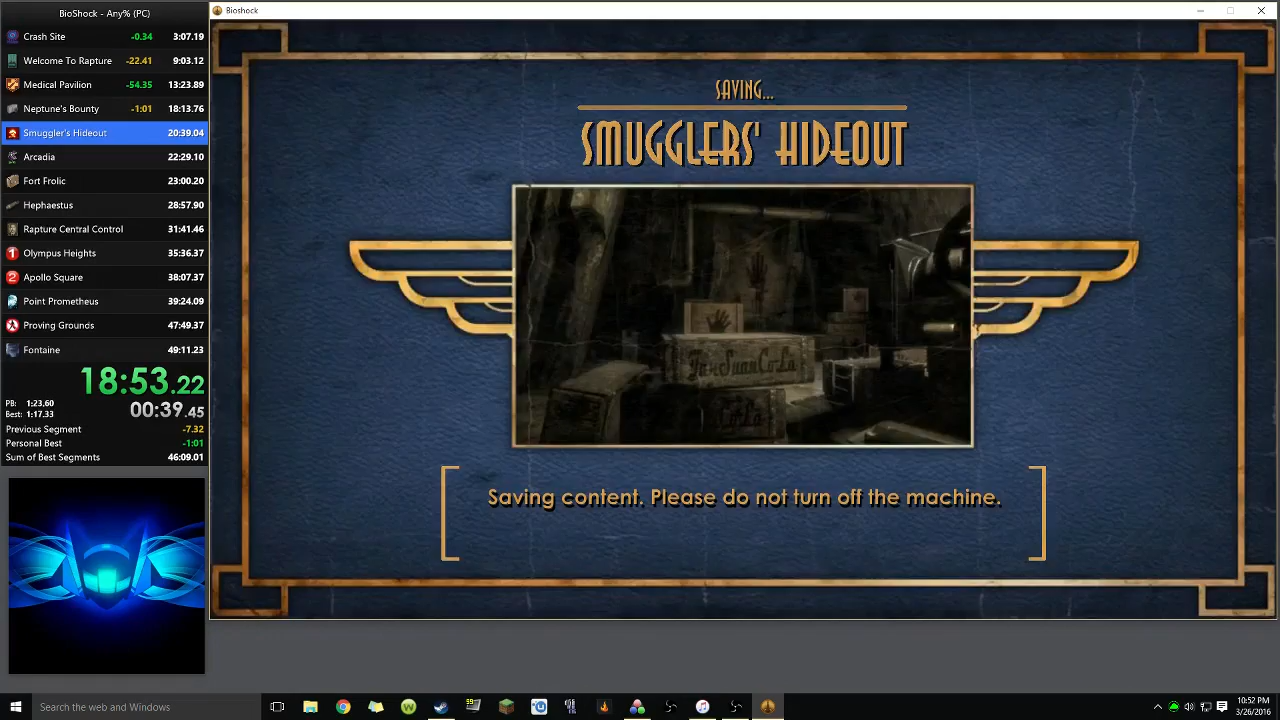 BioShock - Any% (PC)
Crash Site -0.34 3:07.19
Welcome To Rapture -22.41 9:03.12
Medical Pavilion -54.35 13:23.89
Neptune's Bounty -1:01 18:13.76
Smuggler's Hideout 20:39.04
Arcadia 22:29.10
Fort Frolic 23:00.20
Hephaestus 28:57.90
Rapture Central Control 31:41.46
Olympus Heights 35:36.37
Apollo Square 38:07.37
Point Prometheus 39:24.09
Proving Grounds 47:49.37
Fontaine 49:11.23
18:53.22
PB: 1:23.60
Best: 1:17.33
00:39.45
Previous Segment -7.32
Personal Best -1:01
Sum of Best Segments 46:09.01
Bioshock
SAVING...
SMUGGLERS' HIDEOUT
Saving content. Please do not turn off the machine.
Search the web and Windows
10:52 PM
3/26/2016